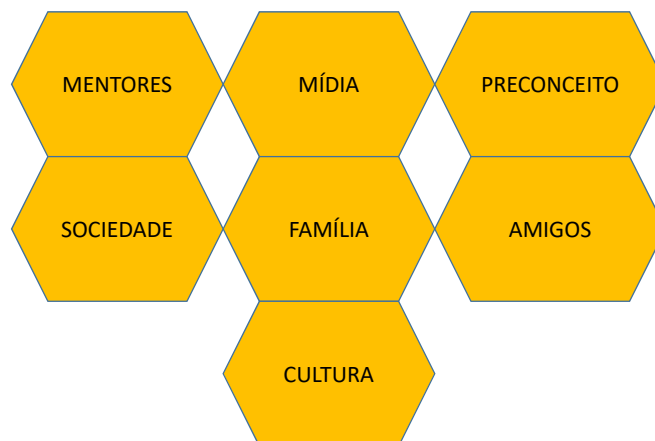 MENTORES
MÍDIA
PRECONCEITO
SOCIEDADE
FAMÍLIA
AMIGOS
CULTURA